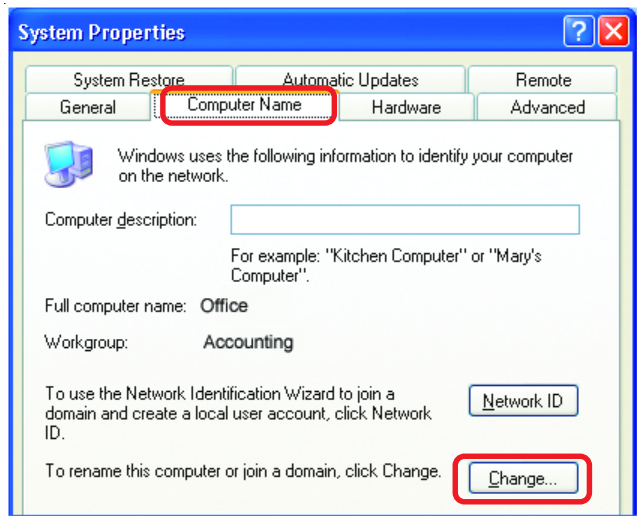 System Properties
?
X
System Restore
Automatic Updates
Remote
General
Computer Name
Hardware
Advanced
Windows uses the following information to identify your computer
on the network.
Computer description:
For example: "Kitchen Computer" or "Mary's
Computer".
Full computer name: Office
Workgroup: Accounting
To use the Network Identification Wizard to join a
domain and create a local user account, click Network
ID.
Network ID
To rename this computer or join a domain, click Change.
Change...